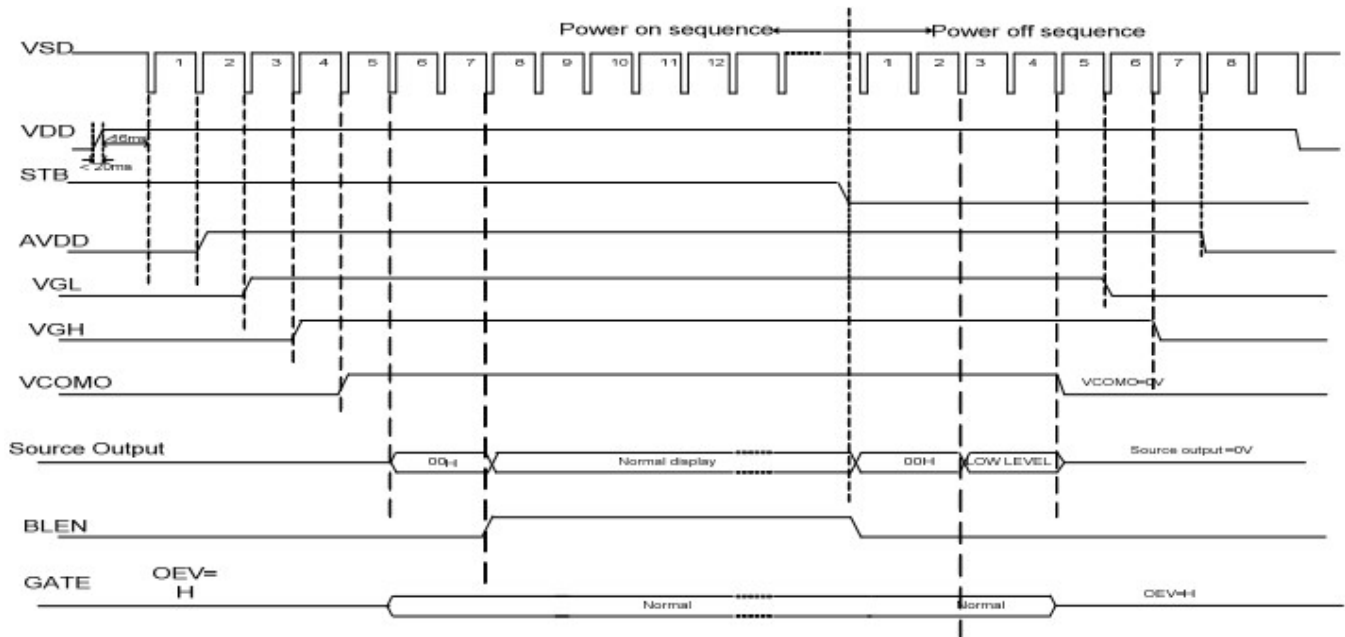 Power on sequence
Power off sequence
VSD
1 2 3 4 5 6 7 8 9 10 11 12 1 2 3 4 5 6 7 8
VDD
<16ms
< 20ms
STB
AVDD
VGL
VGH
VCOMO
VCOMO=0V
Source Output
00H
Normal display
00H
LOW LEVEL
Source output=0V
BLEN
GATE
OEV=
H
Normal
Normal
OEV=H